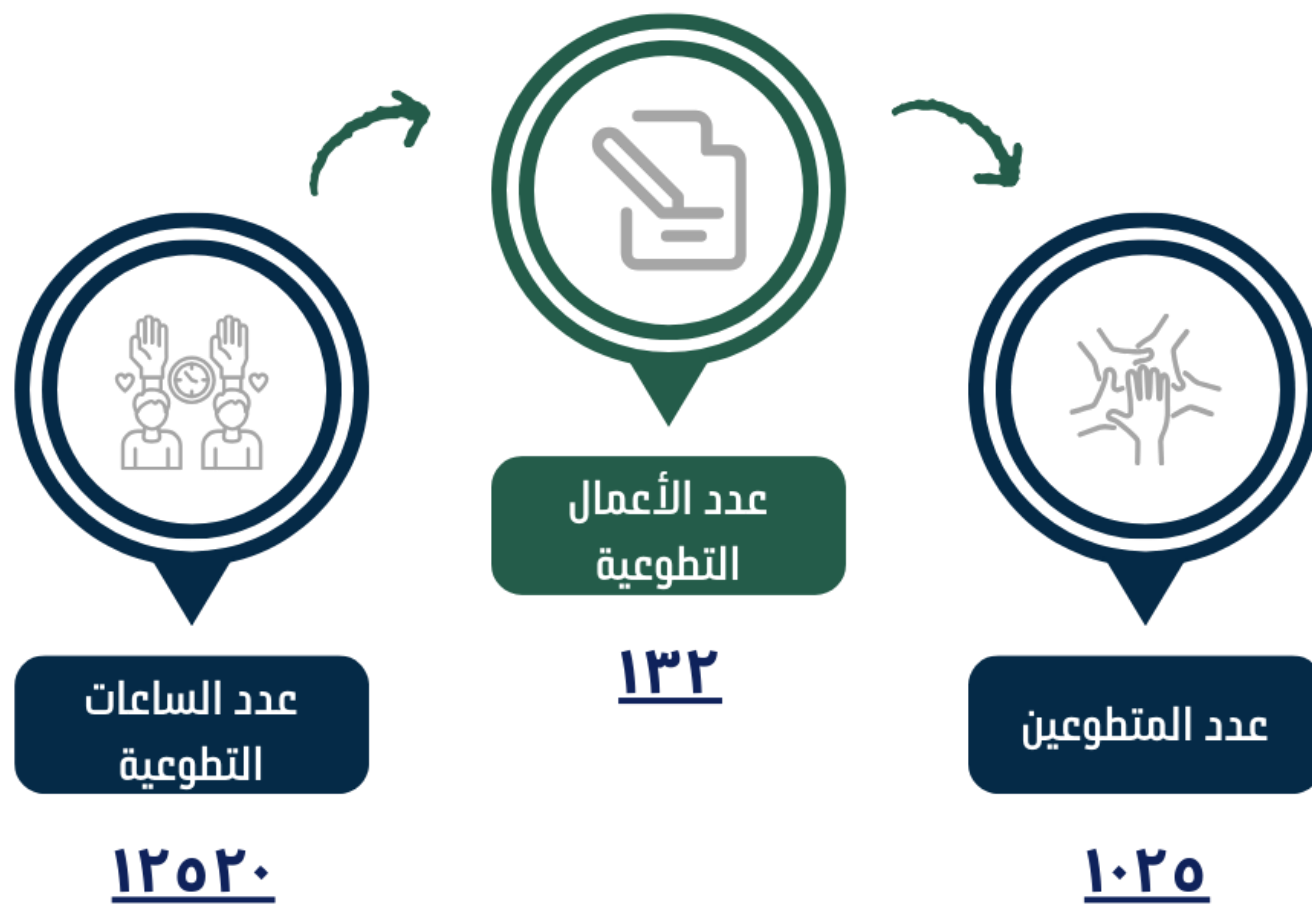 عدد المتطوعين
١٠٢٥
عدد الأعمال
التطوعية
١٣٢
عدد الساعات
التطوعية
١٢٥٢٠